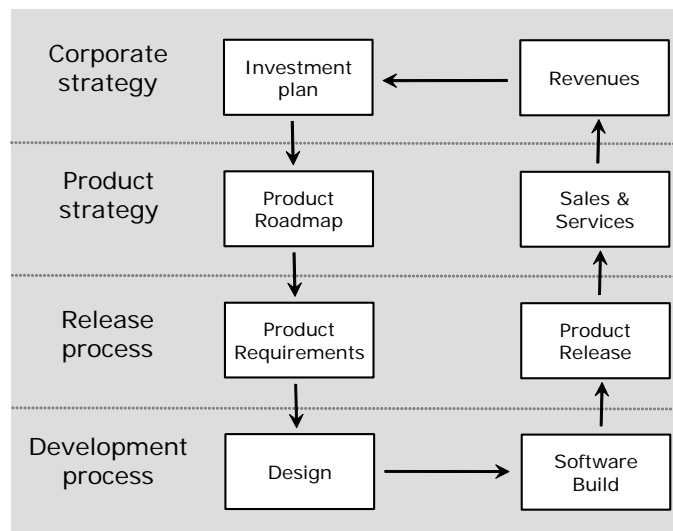 Corporate
strategy
Investment
plan
Revenues
Product
strategy
Product
Roadmap
Sales &
Services
Release
process
Product
Requirements
Product
Release
Development
process
Design
Software
Build